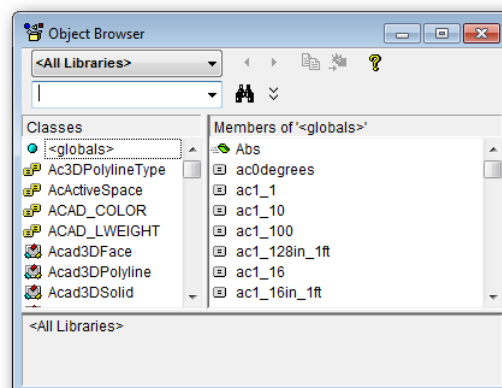 Object Browser
<All Libraries>
Classes
Members of '<globals>'
<globals>
Ac3DPolylineType
AcActiveSpace
ACAD_COLOR
ACAD_LWEIGHT
Acad3DFace
Acad3DPolyline
Acad3DSolid
Abs
ac0degrees
ac1_1
ac1_10
ac1_100
ac1_128in_1ft
ac1_16
ac1_16in_1ft
<All Libraries>